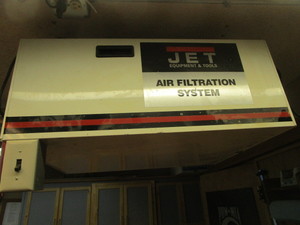 JET
EQUIPMENT & TOOLS
AIR FILTRATION
SYSTEM